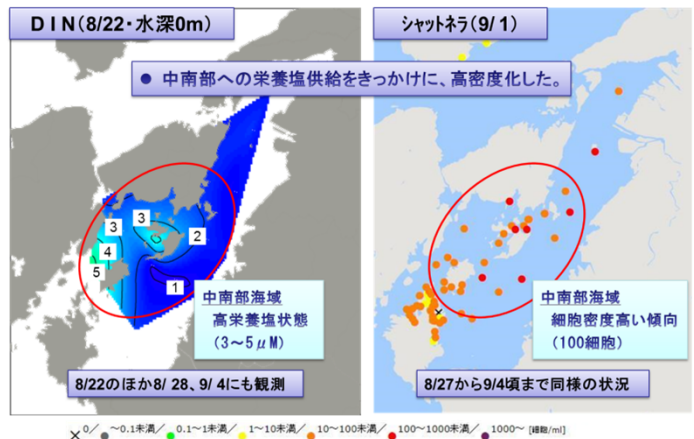 DIN(8/22・水深0m)
シャットネラ(9/1)
● 中南部への栄養塩供給をきっかけに、高密度化した。
3
3
2
4
5
1
中南部海域
高栄養塩状態
(3～5μM)
8/22のほか8/28、9/4にも観測
中南部海域
細胞密度高い傾向
(100細胞)
8/27から9/4頃まで同様の状況
×0/ ●～0.1未満/ ●0.1～1未満/ ●1～10未満/ ●10～100未満/ ●100～1000未満/ ●1000～ [細胞/ml]